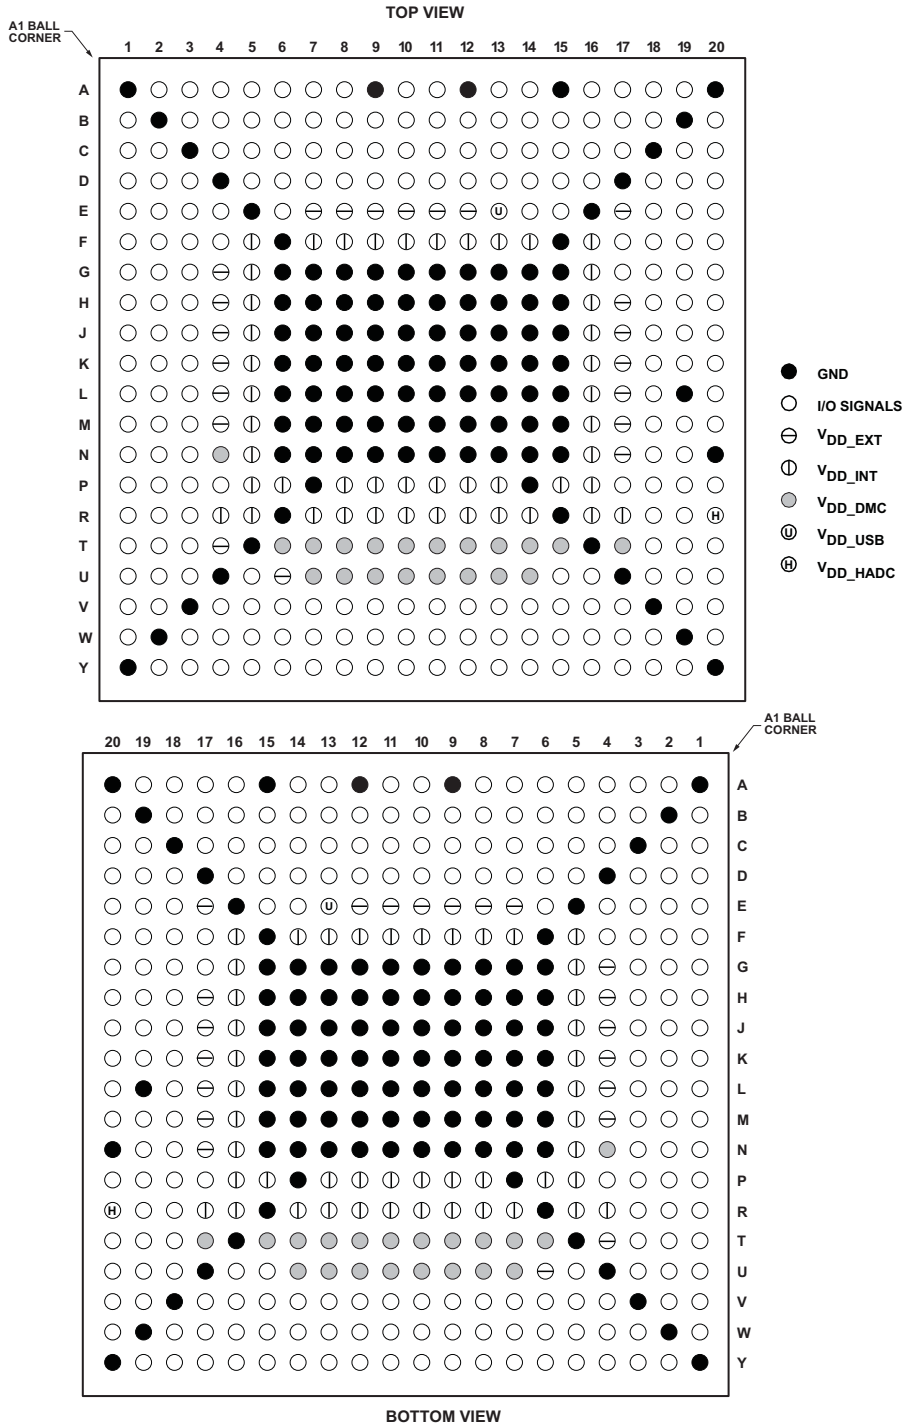 TOP VIEW
A1 BALL
CORNER
1 2 3 4 5 6 7 8 9 10 11 12 13 14 15 16 17 18 19 20
A
B
C
D
E U
F
G
H
J
K
L
M
N
P
R H
T
U
V
W
Y
GND
I/O SIGNALS
VDD_EXT
VDD_INT
VDD_DMC
U VDD_USB
H VDD_HADC
A1 BALL
CORNER
20 19 18 17 16 15 14 13 12 11 10 9 8 7 6 5 4 3 2 1
A
B
C
D
U E
F
G
H
J
K
L
M
N
P
H R
T
U
V
W
Y
BOTTOM VIEW